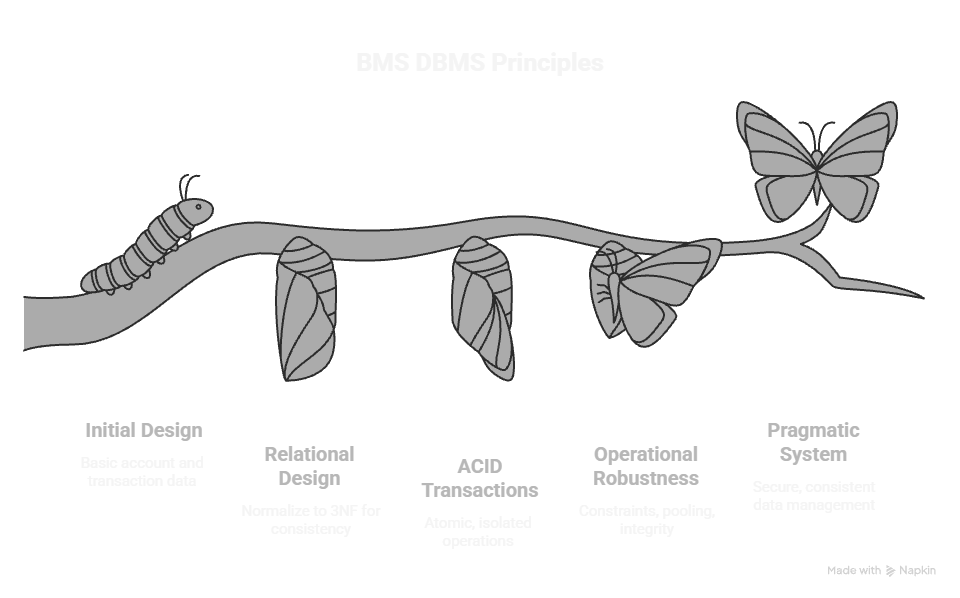 BMS DBMS Principles
Initial Design
Basic account and
transaction data
Relational
Design
Normalize to 3NF for
consistency
ACID
Transactions
Atomic, isolated
operations
Operational
Robustness
Constraints, pooling,
integrity
Pragmatic
System
Secure, consistent
data management
Made with Napkin